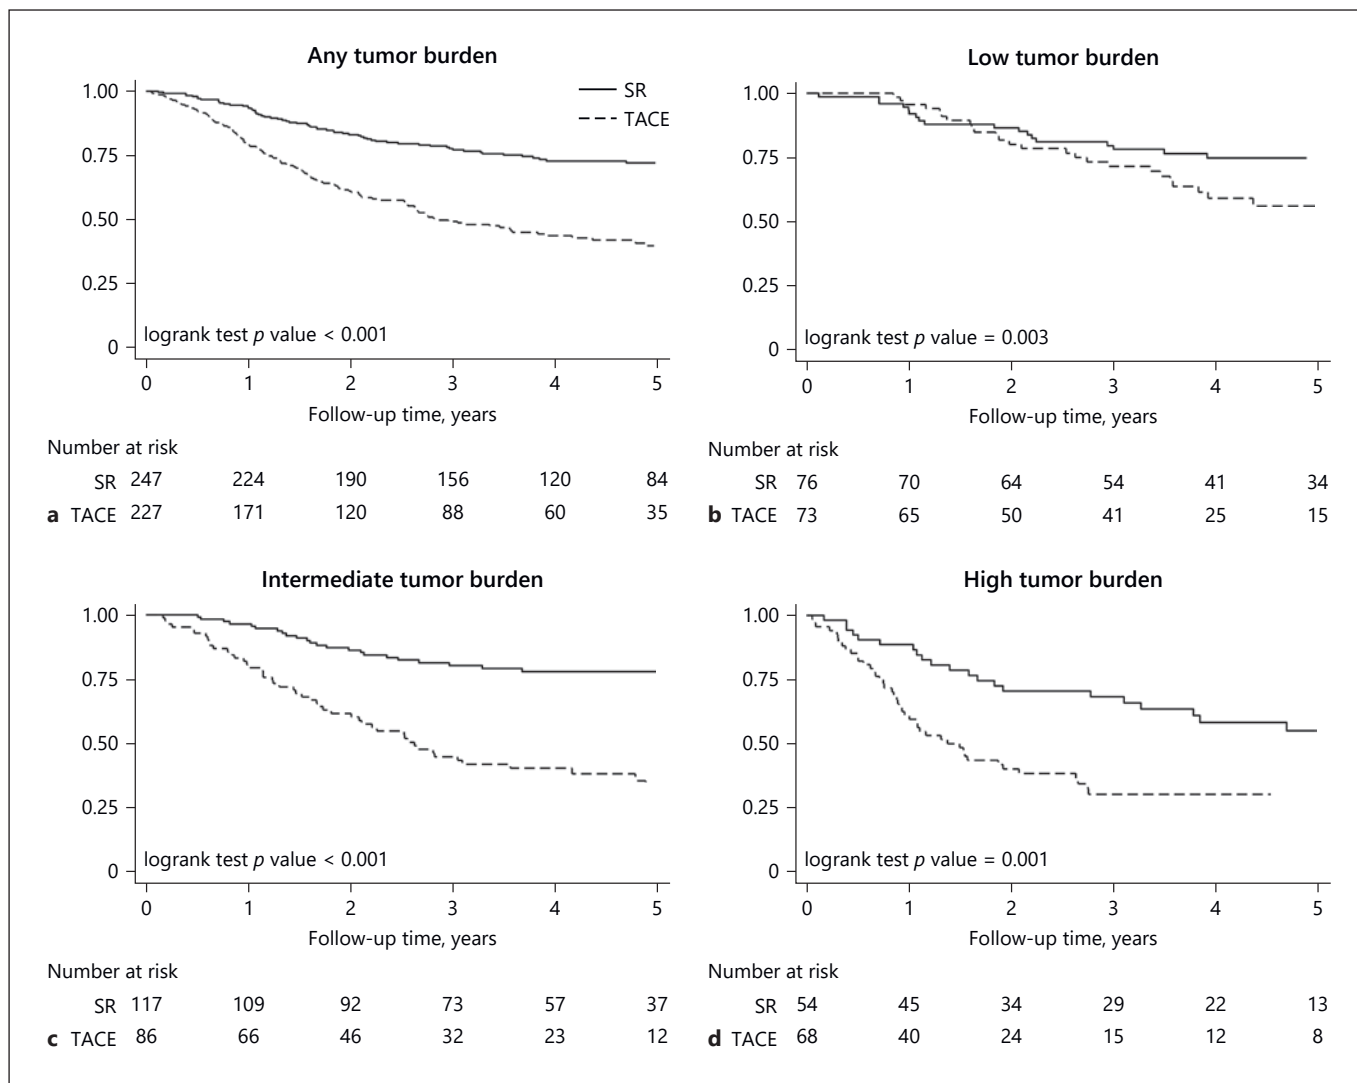 Any tumor burden
1.00
0.75
0.50
0.25
0
SR
TACE
logrank test p value < 0.001
0 1 2 3 4 5
Follow-up time, years
Number at risk
SR 247 224 190 156 120 84
a TACE 227 171 120 88 60 35
Low tumor burden
1.00
0.75
0.50
0.25
0
logrank test p value = 0.003
0 1 2 3 4 5
Follow-up time, years
Number at risk
SR 76 70 64 54 41 34
b TACE 73 65 50 41 25 15
Intermediate tumor burden
1.00
0.75
0.50
0.25
0
logrank test p value < 0.001
0 1 2 3 4 5
Follow-up time, years
Number at risk
SR 117 109 92 73 57 37
c TACE 86 66 46 32 23 12
High tumor burden
1.00
0.75
0.50
0.25
0
logrank test p value = 0.001
0 1 2 3 4 5
Follow-up time, years
Number at risk
SR 54 45 34 29 22 13
d TACE 68 40 24 15 12 8